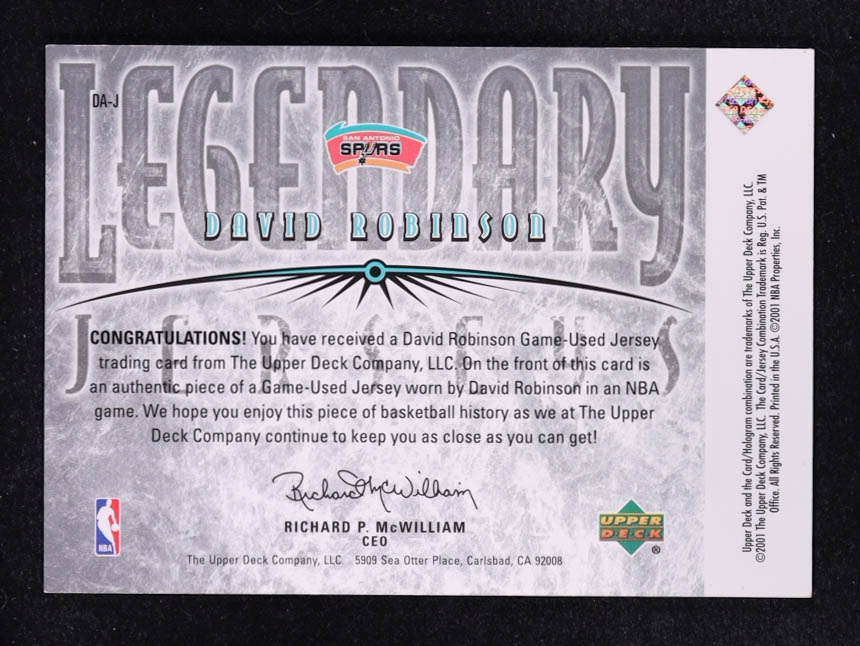 LEGENDARY
DA-J
SAN ANTONIO
SPURS
DAVID ROBINSON
JERSEYS
CONGRATULATIONS! You have received a David Robinson Game-Used Jersey
trading card from The Upper Deck Company, LLC. On the front of this card is
an authentic piece of a Game-Used Jersey worn by David Robinson in an NBA
game. We hope you enjoy this piece of basketball history as we at The Upper
Deck Company continue to keep you as close as you can get!
Richard P. McWilliam
RICHARD P. McWILLIAM
CEO
The Upper Deck Company, LLC. 5909 Sea Otter Place, Carlsbad, CA 92008
NBA
UPPER
DECK
®
Upper Deck and the Card/Hologram combination are trademarks of The Upper Deck Company, LLC.
©2001 The Upper Deck Company, LLC. The Card/Jersey Combination Trademark is Reg. U.S. Pat. & TM
Office. All Rights Reserved. Printed in the U.S.A. ©2001 NBA Properties, Inc.